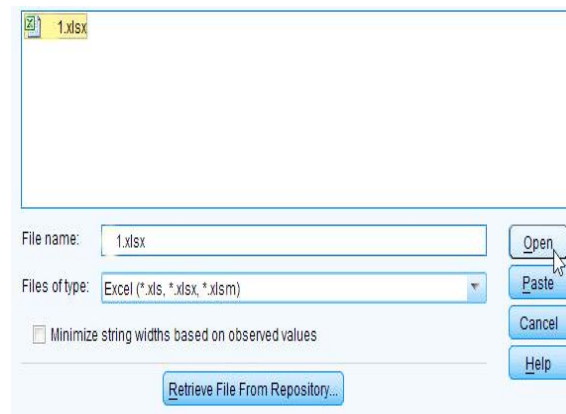 1.xlsx
File name: 1.xlsx
Open
Files of type: Excel (*.xls, *.xlsx, *.xlsm)
Paste
Minimize string widths based on observed values
Cancel
Help
Retrieve File From Repository...